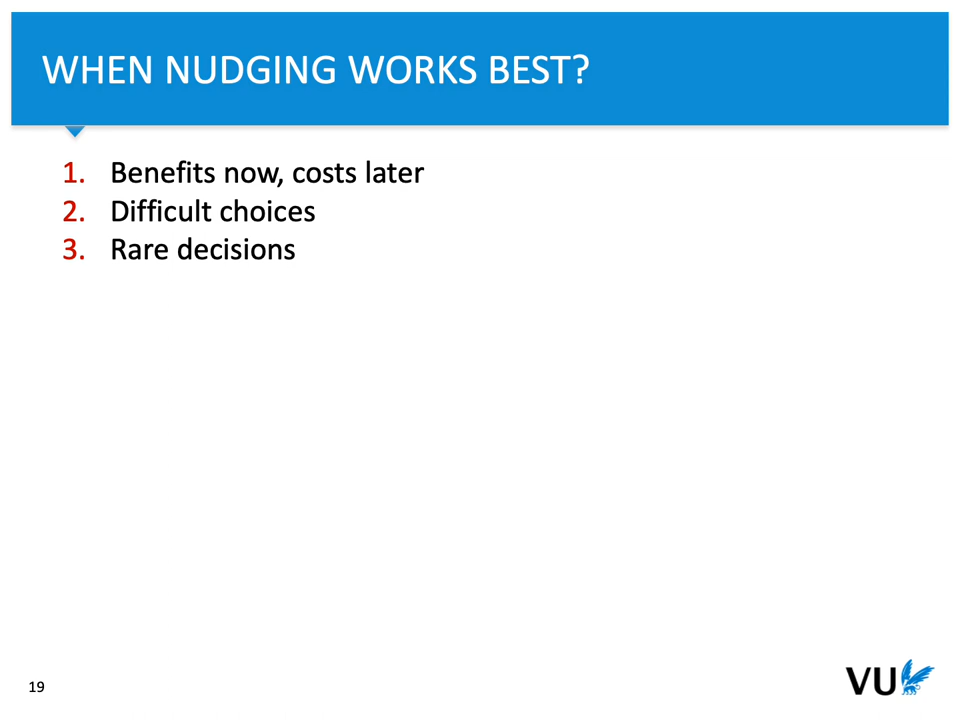 WHEN NUDGING WORKS BEST?
1. Benefits now, costs later
2. Difficult choices
3. Rare decisions
19
VU